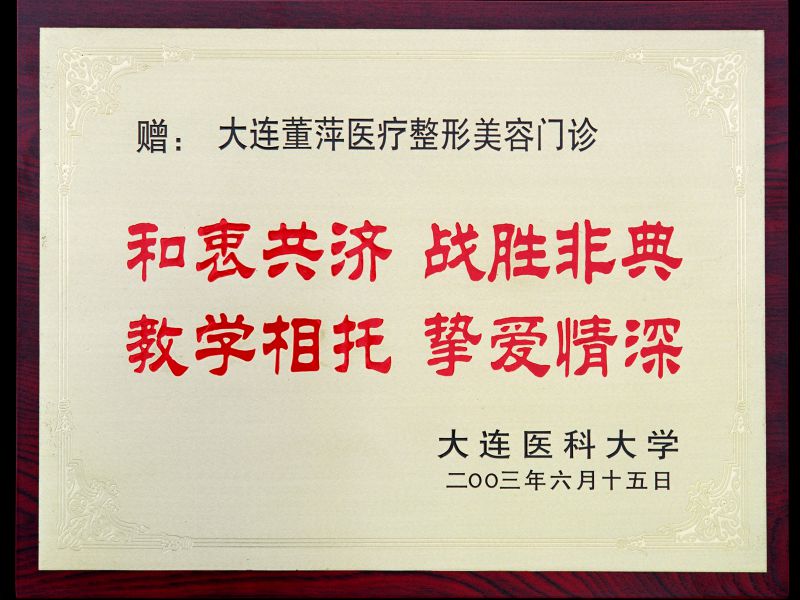 赠：大连董萍医疗整形美容门诊
和衷共济 战胜非典
教学相托 挚爱情深
大连医科大学
二OO三年六月十五日